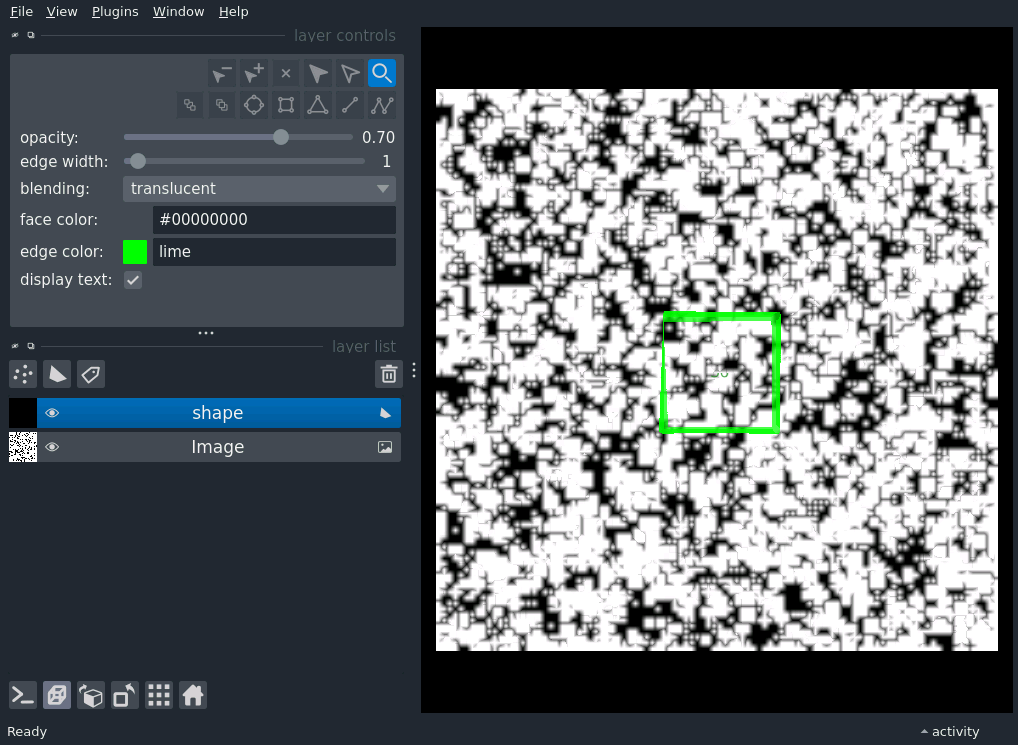 File View Plugins Window Help
layer controls
opacity: 0.70
edge width: 1
blending: translucent
face color: #00000000
edge color: lime
display text:
layer list
shape
Image
Ready
activity